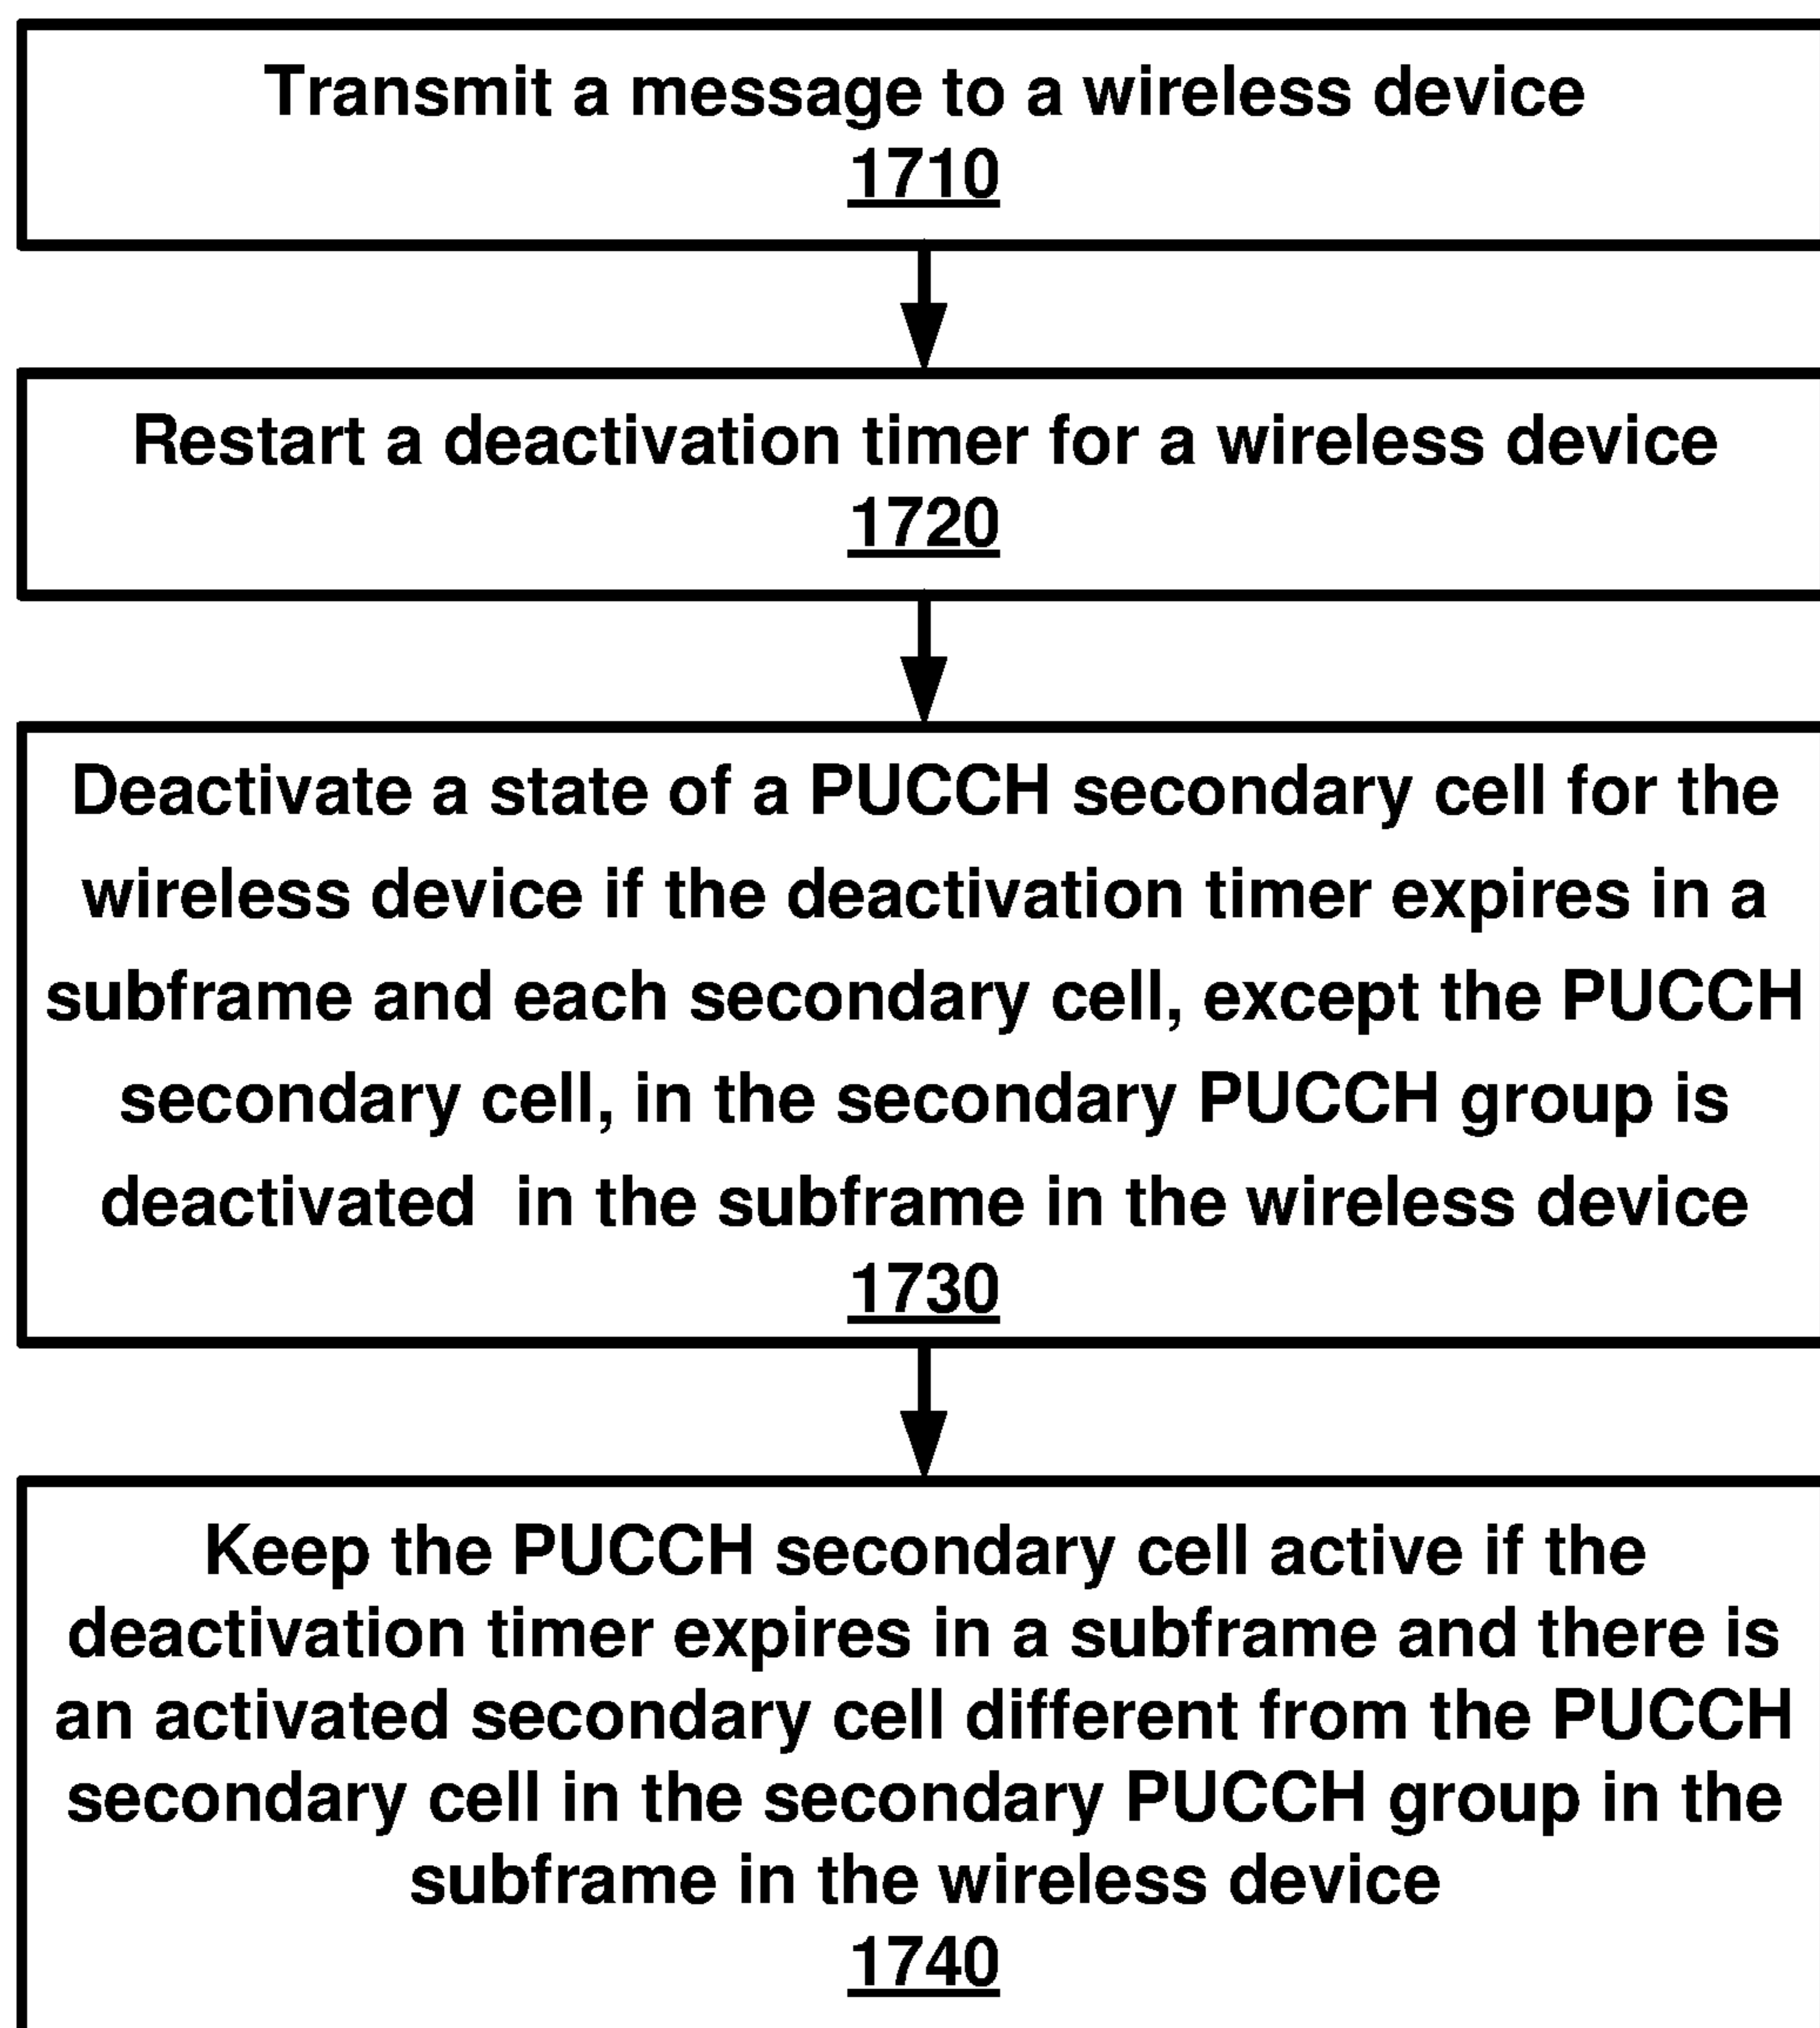 Transmit a message to a wireless device
1710
Restart a deactivation timer for a wireless device
1720
Deactivate a state of a PUCCH secondary cell for the
wireless device if the deactivation timer expires in a
subframe and each secondary cell, except the PUCCH
secondary cell, in the secondary PUCCH group is
deactivated in the subframe in the wireless device
1730
Keep the PUCCH secondary cell active if the
deactivation timer expires in a subframe and there is
an activated secondary cell different from the PUCCH
secondary cell in the secondary PUCCH group in the
subframe in the wireless device
1740